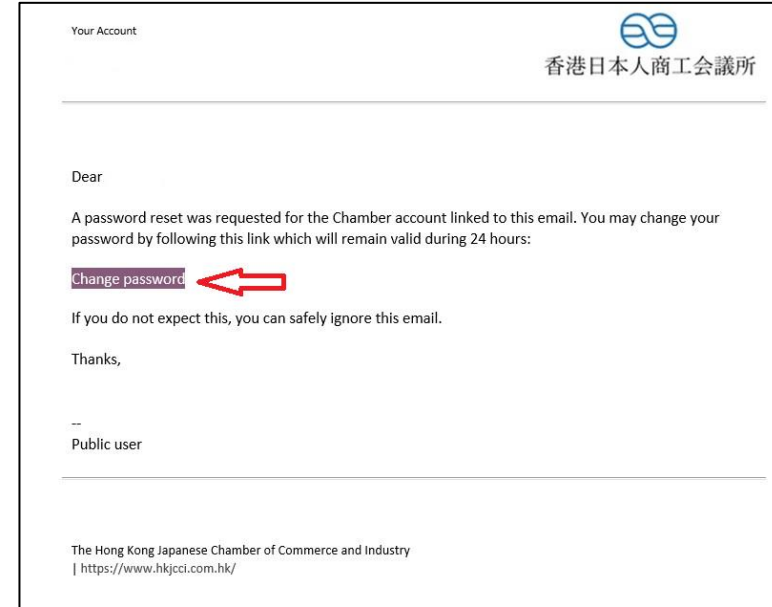 Your Account
香港日本人商工会議所
Dear
A password reset was requested for the Chamber account linked to this email. You may change your
password by following this link which will remain valid during 24 hours:
Change password
If you do not expect this, you can safely ignore this email.
Thanks,
--
Public user
The Hong Kong Japanese Chamber of Commerce and Industry
| https://www.hkjcci.com.hk/